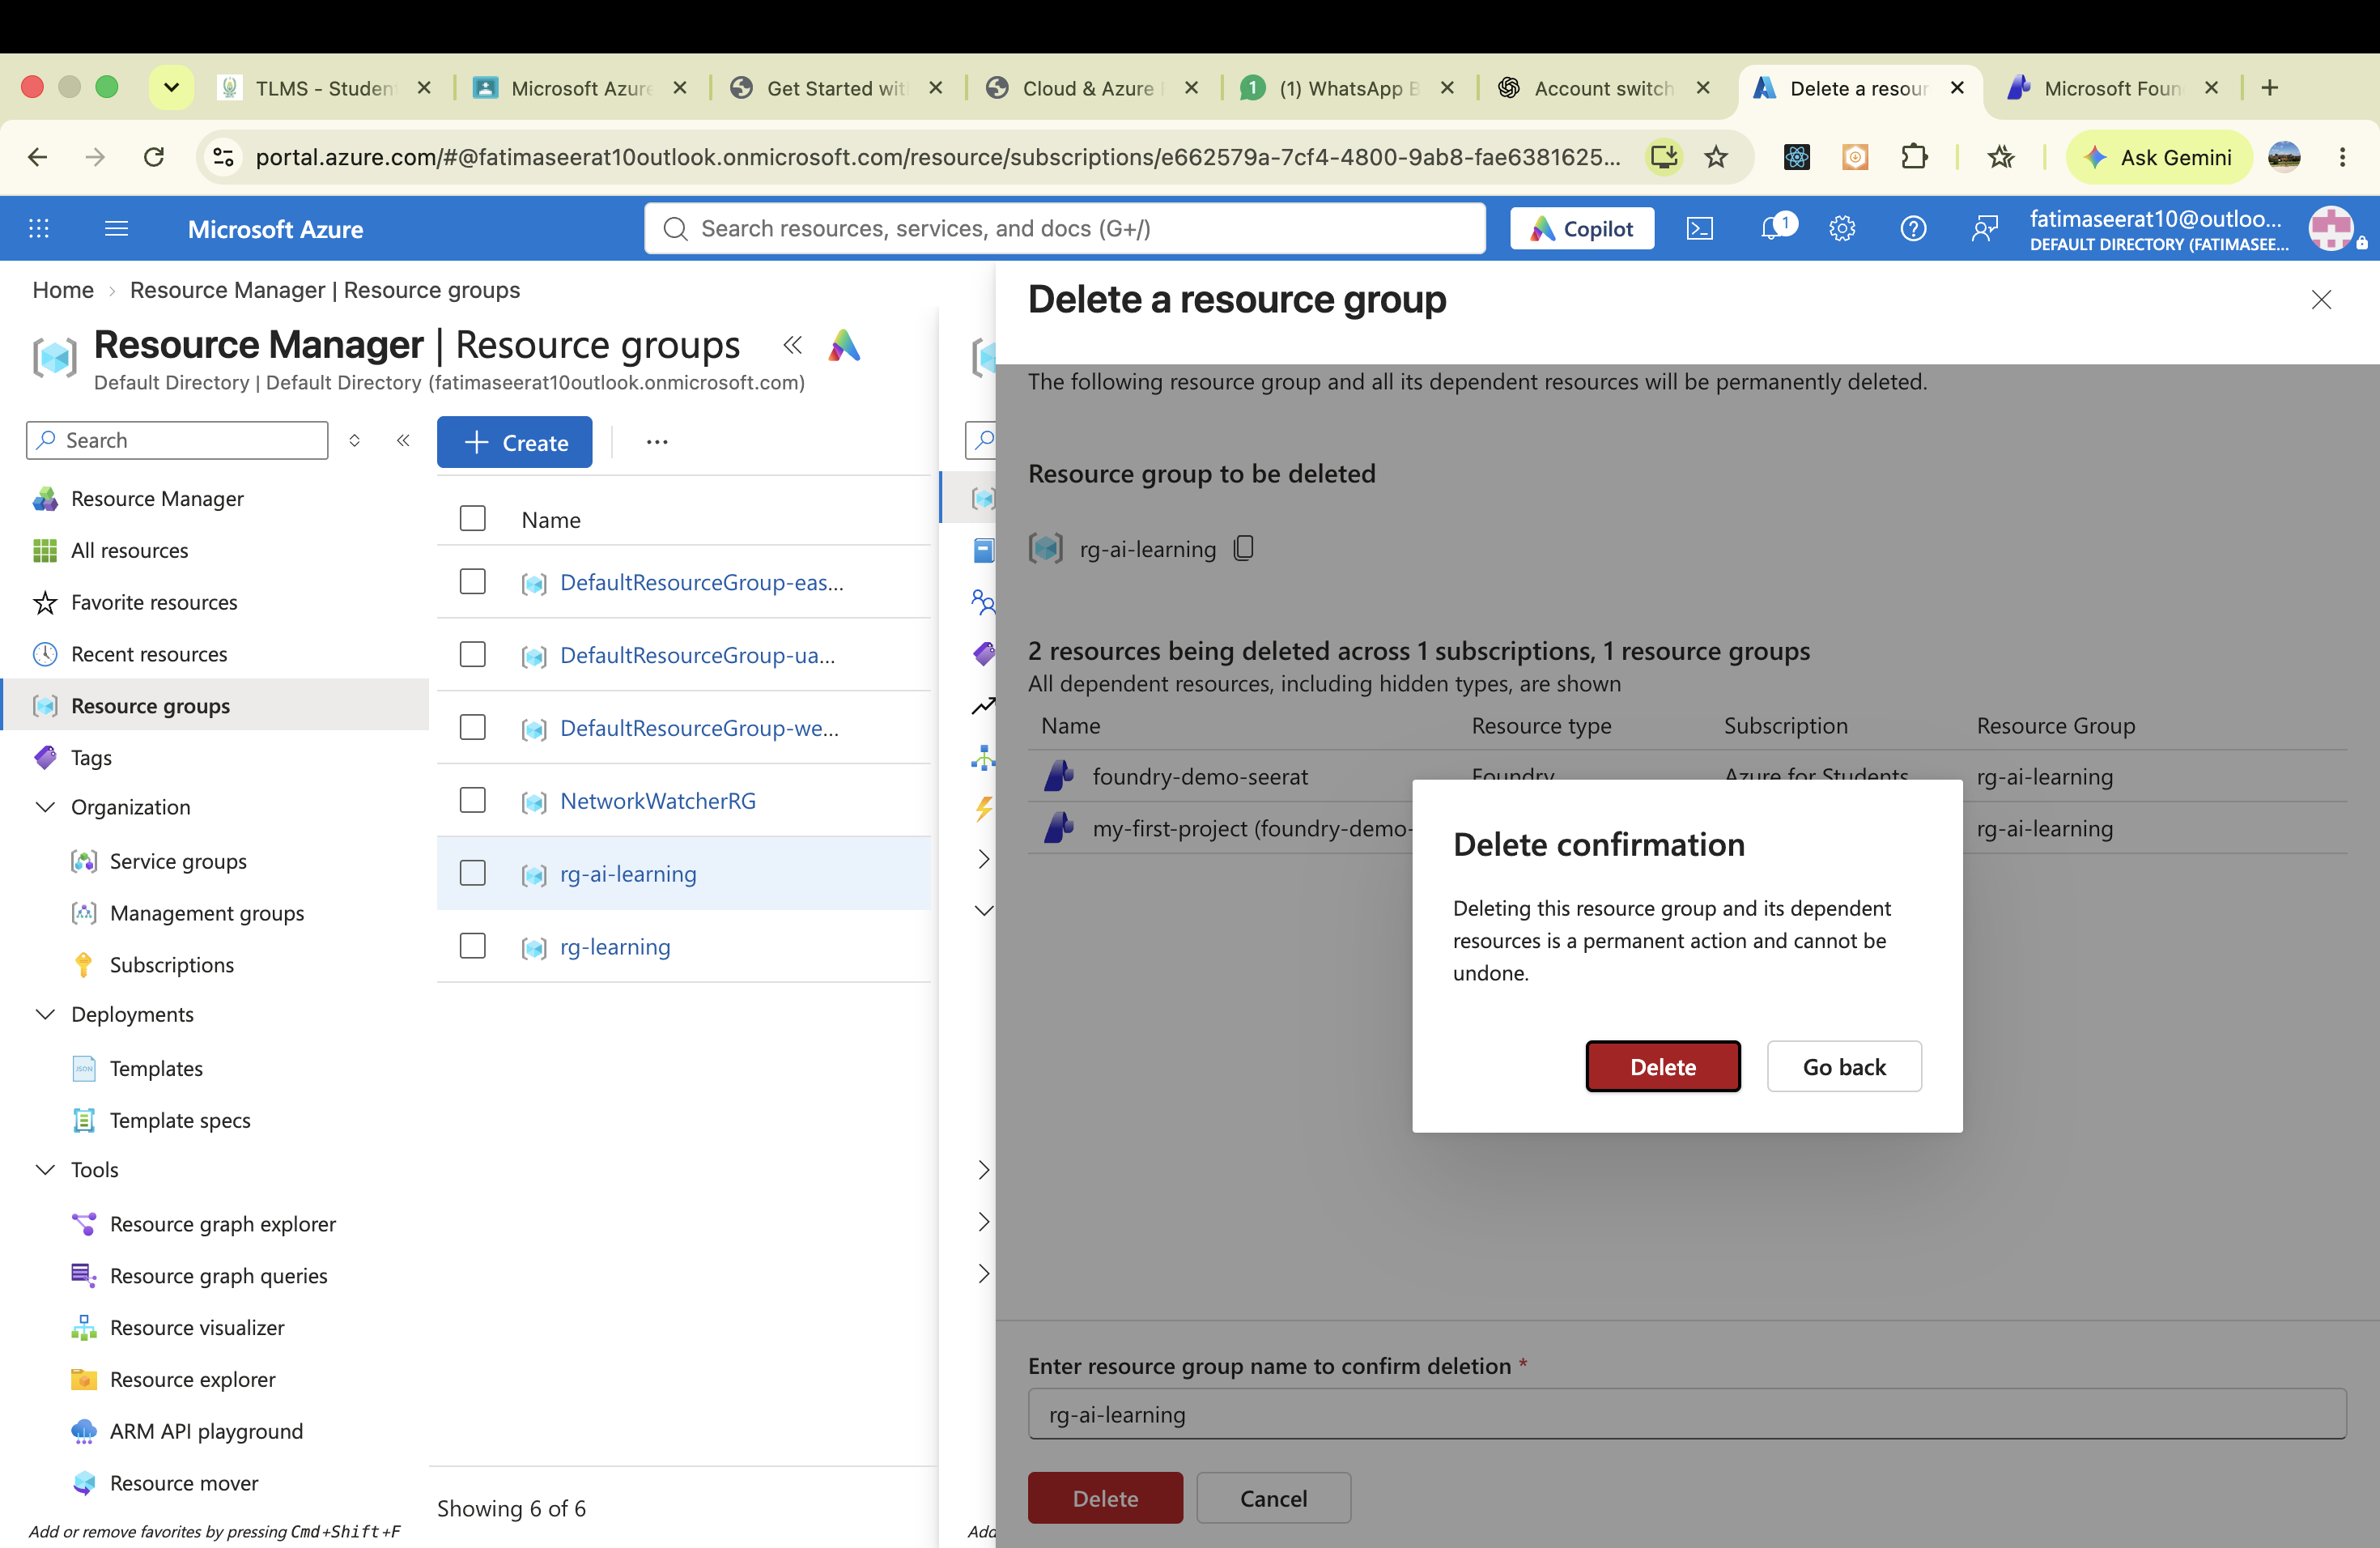 TLMS - Studen
Microsoft Azure
Get Started wit
Cloud & Azure
1
(1) WhatsApp B
Account switch
Delete a resour
Microsoft Foun
portal.azure.com/#@fatimaseerat10outlook.onmicrosoft.com/resource/subscriptions/e662579a-7cf4-4800-9ab8-fae6381625...
Ask Gemini
Microsoft Azure
Search resources, services, and docs (G+/)
Copilot
1
fatimaseerat10@outloo...
DEFAULT DIRECTORY (FATIMASEE...
Home > Resource Manager | Resource groups
Resource Manager | Resource groups
Default Directory | Default Directory (fatimaseerat10outlook.onmicrosoft.com)
Search
Resource Manager
All resources
Favorite resources
Recent resources
Resource groups
Tags
Organization
Service groups
Management groups
Subscriptions
Deployments
Templates
Template specs
Tools
Resource graph explorer
Resource graph queries
Resource visualizer
Resource explorer
ARM API playground
Resource mover
Add or remove favorites by pressing Cmd+Shift+F
+ Create
...
Name
DefaultResourceGroup-eas...
DefaultResourceGroup-ua...
DefaultResourceGroup-we...
NetworkWatcherRG
rg-ai-learning
rg-learning
Showing 6 of 6
Add
Delete a resource group
The following resource group and all its dependent resources will be permanently deleted.
Resource group to be deleted
rg-ai-learning
2 resources being deleted across 1 subscriptions, 1 resource groups
All dependent resources, including hidden types, are shown
Name Resource type Subscription Resource Group
foundry-demo-seerat Foundry Azure for Students rg-ai-learning
my-first-project (foundry-demo- rg-ai-learning
Delete confirmation
Deleting this resource group and its dependent
resources is a permanent action and cannot be
undone.
Delete
Go back
Enter resource group name to confirm deletion *
rg-ai-learning
Delete
Cancel